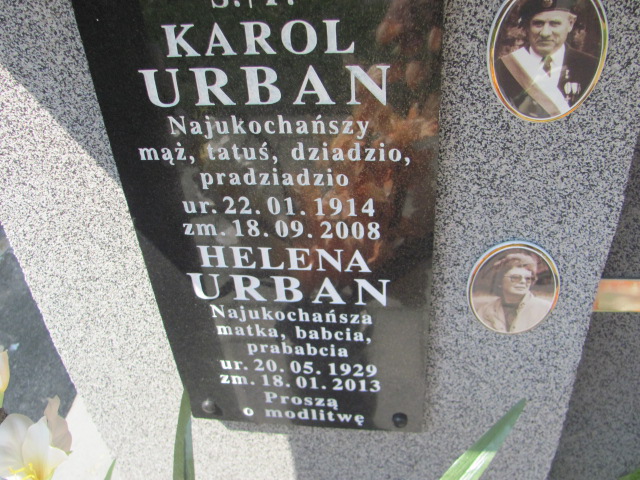 Ś. † P.
KAROL
URBAN
Najukochańszy
mąż, tatuś, dziadzio,
pradziadzio
ur. 22. 01. 1914
zm. 18. 09. 2008
HELENA
URBAN
Najukochańsza
matka, babcia,
prababcia
ur. 20. 05. 1929
zm. 18. 01. 2013
Proszą
o modlitwę